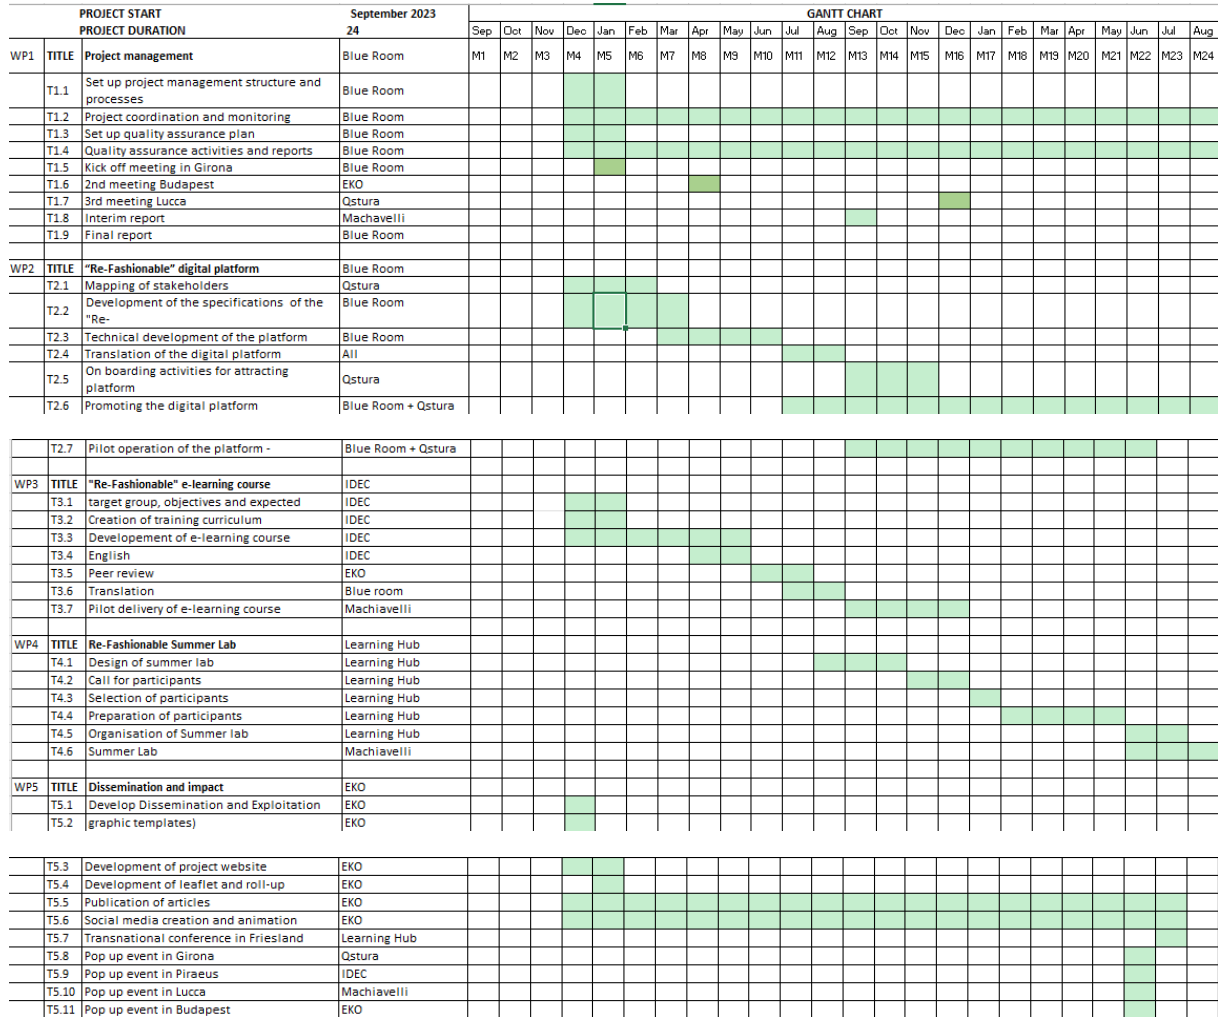 PROJECT START September 2023 GANTT CHART
PROJECT DURATION 24 Sep Oct Nov Dec Jan Feb Mar Apr May Jun Jul Aug Sep Oct Nov Dec Jan Feb Mar Apr May Jun Jul Aug
WP1 TITLE Project management Blue Room M1 M2 M3 M4 M5 M6 M7 M8 M9 M10 M11 M12 M13 M14 M15 M16 M17 M18 M19 M20 M21 M22 M23 M24
T1.1 Set up project management structure and processes Blue Room
T1.2 Project coordination and monitoring Blue Room
T1.3 Set up quality assurance plan Blue Room
T1.4 Quality assurance activities and reports Blue Room
T1.5 Kick off meeting in Girona Blue Room
T1.6 2nd meeting Budapest EKO
T1.7 3rd meeting Lucca Qstura
T1.8 Interim report Machavelli
T1.9 Final report Blue Room
WP2 TITLE “Re-Fashionable” digital platform Blue Room
T2.1 Mapping of stakeholders Qstura
T2.2 Development of the specifications of the "Re- Blue Room
T2.3 Technical development of the platform Blue Room
T2.4 Translation of the digital platform All
T2.5 On boarding activities for attracting platform Qstura
T2.6 Promoting the digital platform Blue Room + Qstura
T2.7 Pilot operation of the platform - Blue Room + Qstura
WP3 TITLE "Re-Fashionable" e-learning course IDEC
T3.1 target group, objectives and expected IDEC
T3.2 Creation of training curriculum IDEC
T3.3 Developement of e-learning course IDEC
T3.4 English IDEC
T3.5 Peer review EKO
T3.6 Translation Blue room
T3.7 Pilot delivery of e-learning course Machiavelli
WP4 TITLE Re-Fashionable Summer Lab Learning Hub
T4.1 Design of summer lab Learning Hub
T4.2 Call for participants Learning Hub
T4.3 Selection of participants Learning Hub
T4.4 Preparation of participants Learning Hub
T4.5 Organisation of Summer lab Learning Hub
T4.6 Summer Lab Machiavelli
WP5 TITLE Dissemination and impact EKO
T5.1 Develop Dissemination and Exploitation EKO
T5.2 graphic templates) EKO
T5.3 Development of project website EKO
T5.4 Development of leaflet and roll-up EKO
T5.5 Publication of articles EKO
T5.6 Social media creation and animation EKO
T5.7 Transnational conference in Friesland Learning Hub
T5.8 Pop up event in Girona Qstura
T5.9 Pop up event in Piraeus IDEC
T5.10 Pop up event in Lucca Machiavelli
T5.11 Pop up event in Budapest EKO